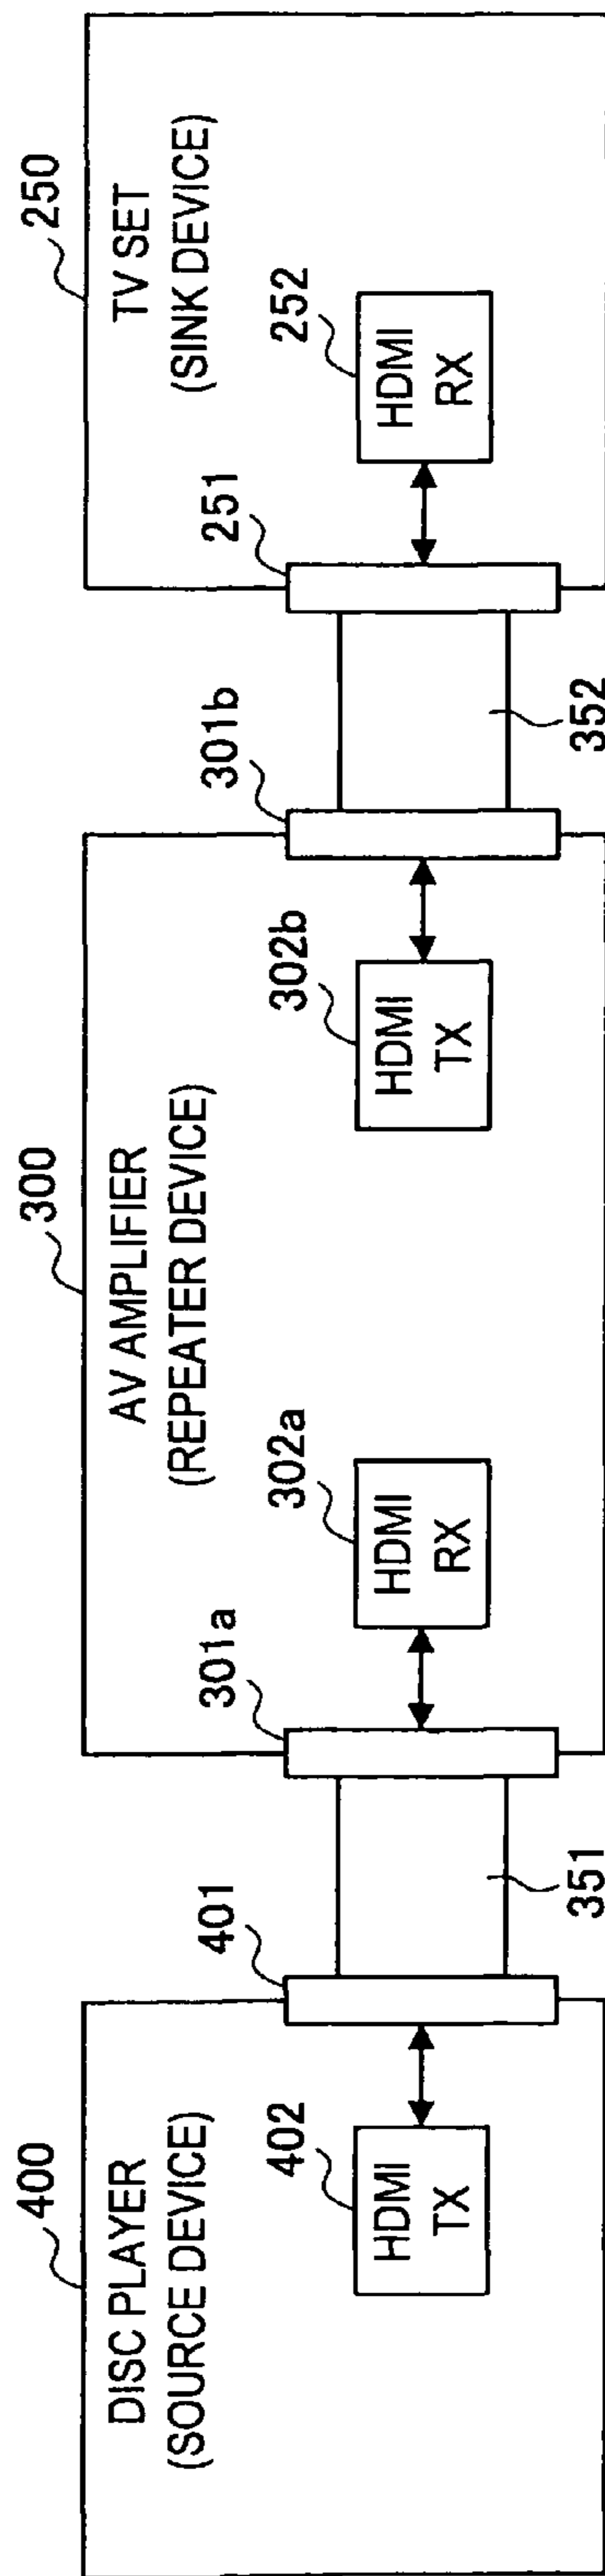 400
DISC PLAYER
(SOURCE DEVICE)
402
HDMI
TX
401
351
300
AV AMPLIFIER
(REPEATER DEVICE)
301a
302a
HDMI
RX
302b
HDMI
TX
301b
352
250
TV SET
(SINK DEVICE)
251
252
HDMI
RX